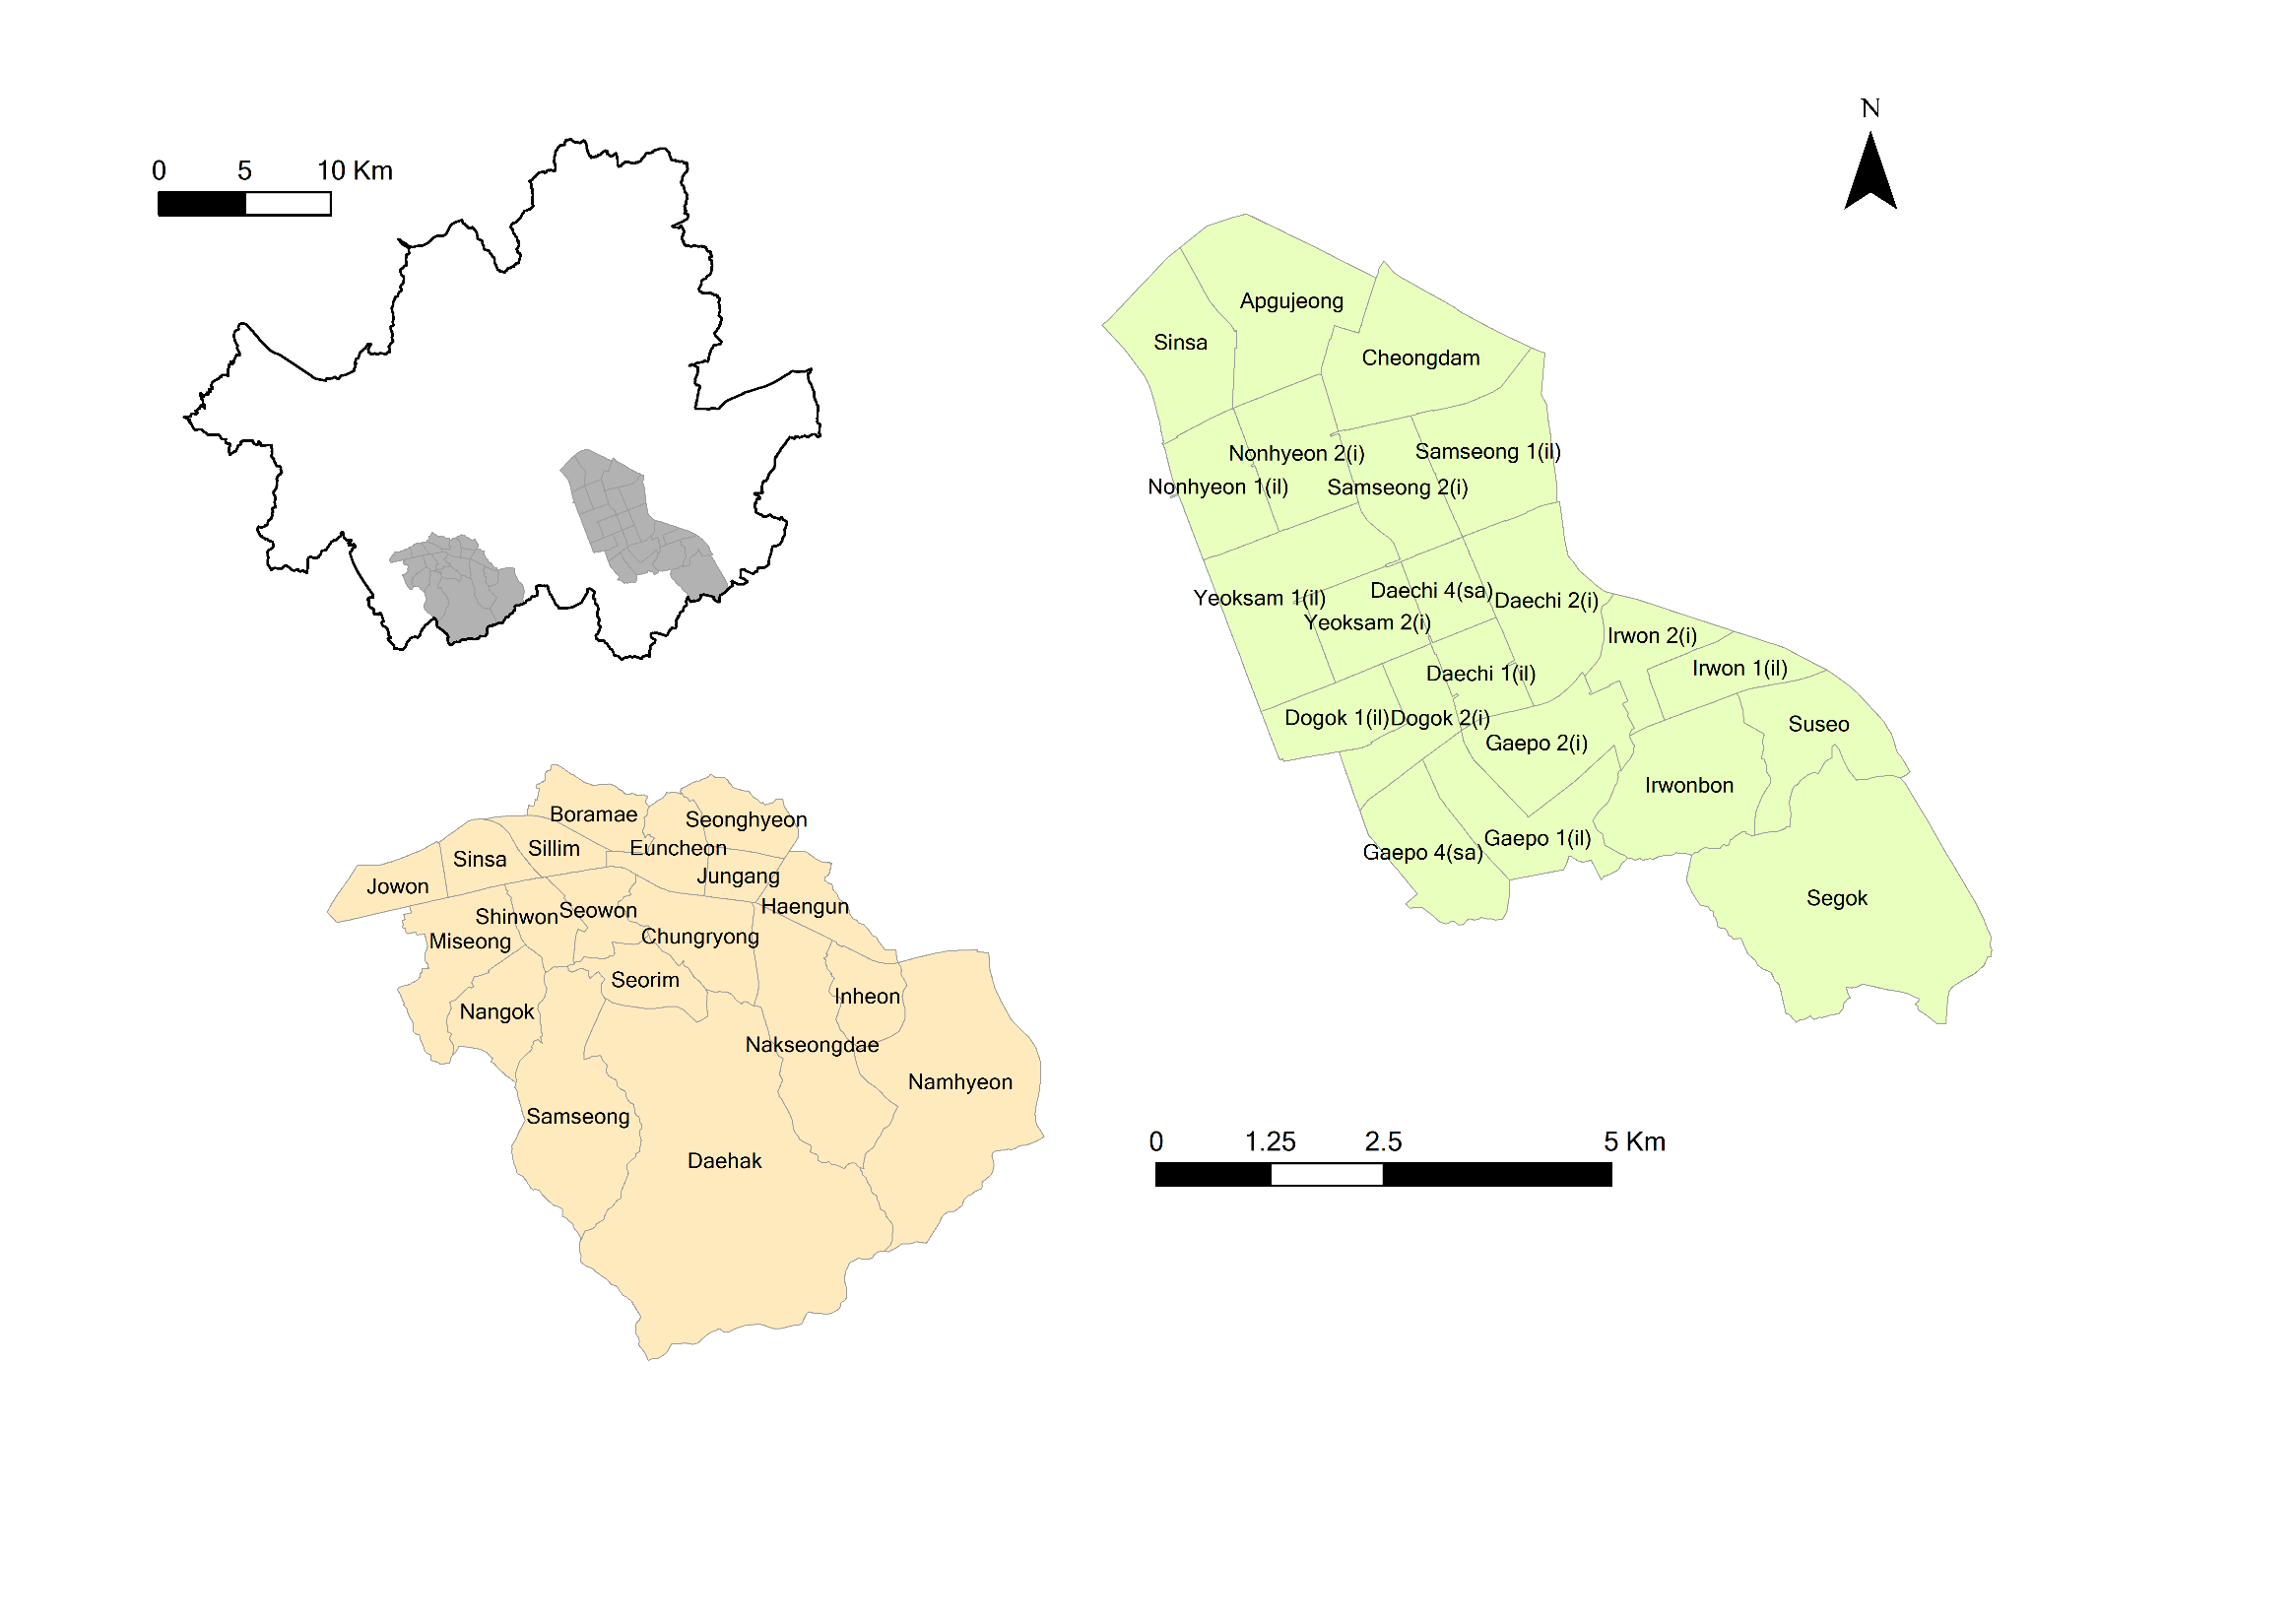 N
0 5 10 Km
Apgujeong
Sinsa
Cheongdam
Nonhyeon 2(i)
Samseong 1(il)
Nonhyeon 1(il)
Samseong 2(i)
Yeoksam 1(il)
Daechi 4(sa)
Daechi 2(i)
Yeoksam 2(i)
Irwon 2(i)
Daechi 1(il)
Irwon 1(il)
Dogok 1(il)
Dogok 2(i)
Suseo
Gaepo 2(i)
Irwonbon
Gaepo 1(il)
Gaepo 4(sa)
Segok
Boramae
Seonghyeon
Sinsa
Sillim
Euncheon
Jowon
Jungang
Shinwon
Seowon
Haengun
Miseong
Chungryong
Seorim
Inheon
Nangok
Nakseongdae
Namhyeon
Samseong
Daehak
0 1.25 2.5 5 Km